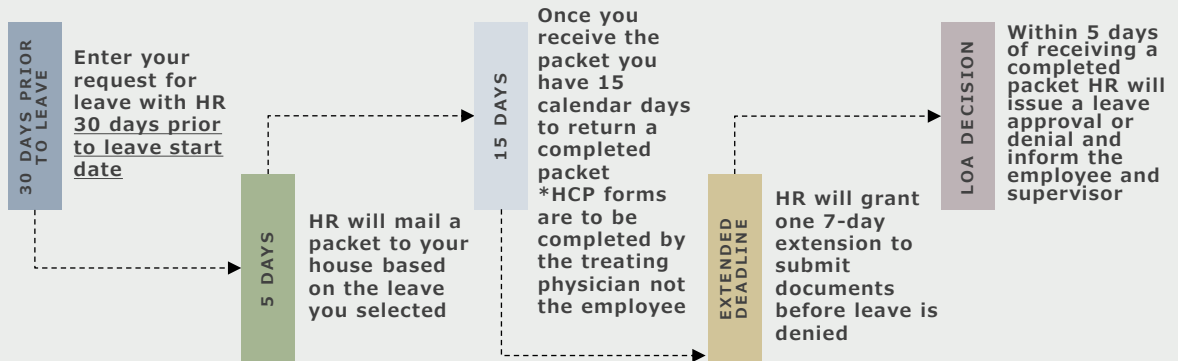 30 DAYS PRIOR
TO LEAVE
Enter your
request for
leave with HR
30 days prior
to leave start
date
5 DAYS
HR will mail a
packet to your
house based
on the leave
you selected
15 DAYS
Once you
receive the
packet you
have 15
calendar days
to return a
completed
packet
*HCP forms
are to be
completed by
the treating
physician not
the employee
EXTENDED
DEADLINE
HR will grant
one 7-day
extension to
submit
documents
before leave is
denied
LOA DECISION
Within 5 days
of receiving a
completed
packet HR will
issue a leave
approval or
denial and
inform the
employee and
supervisor